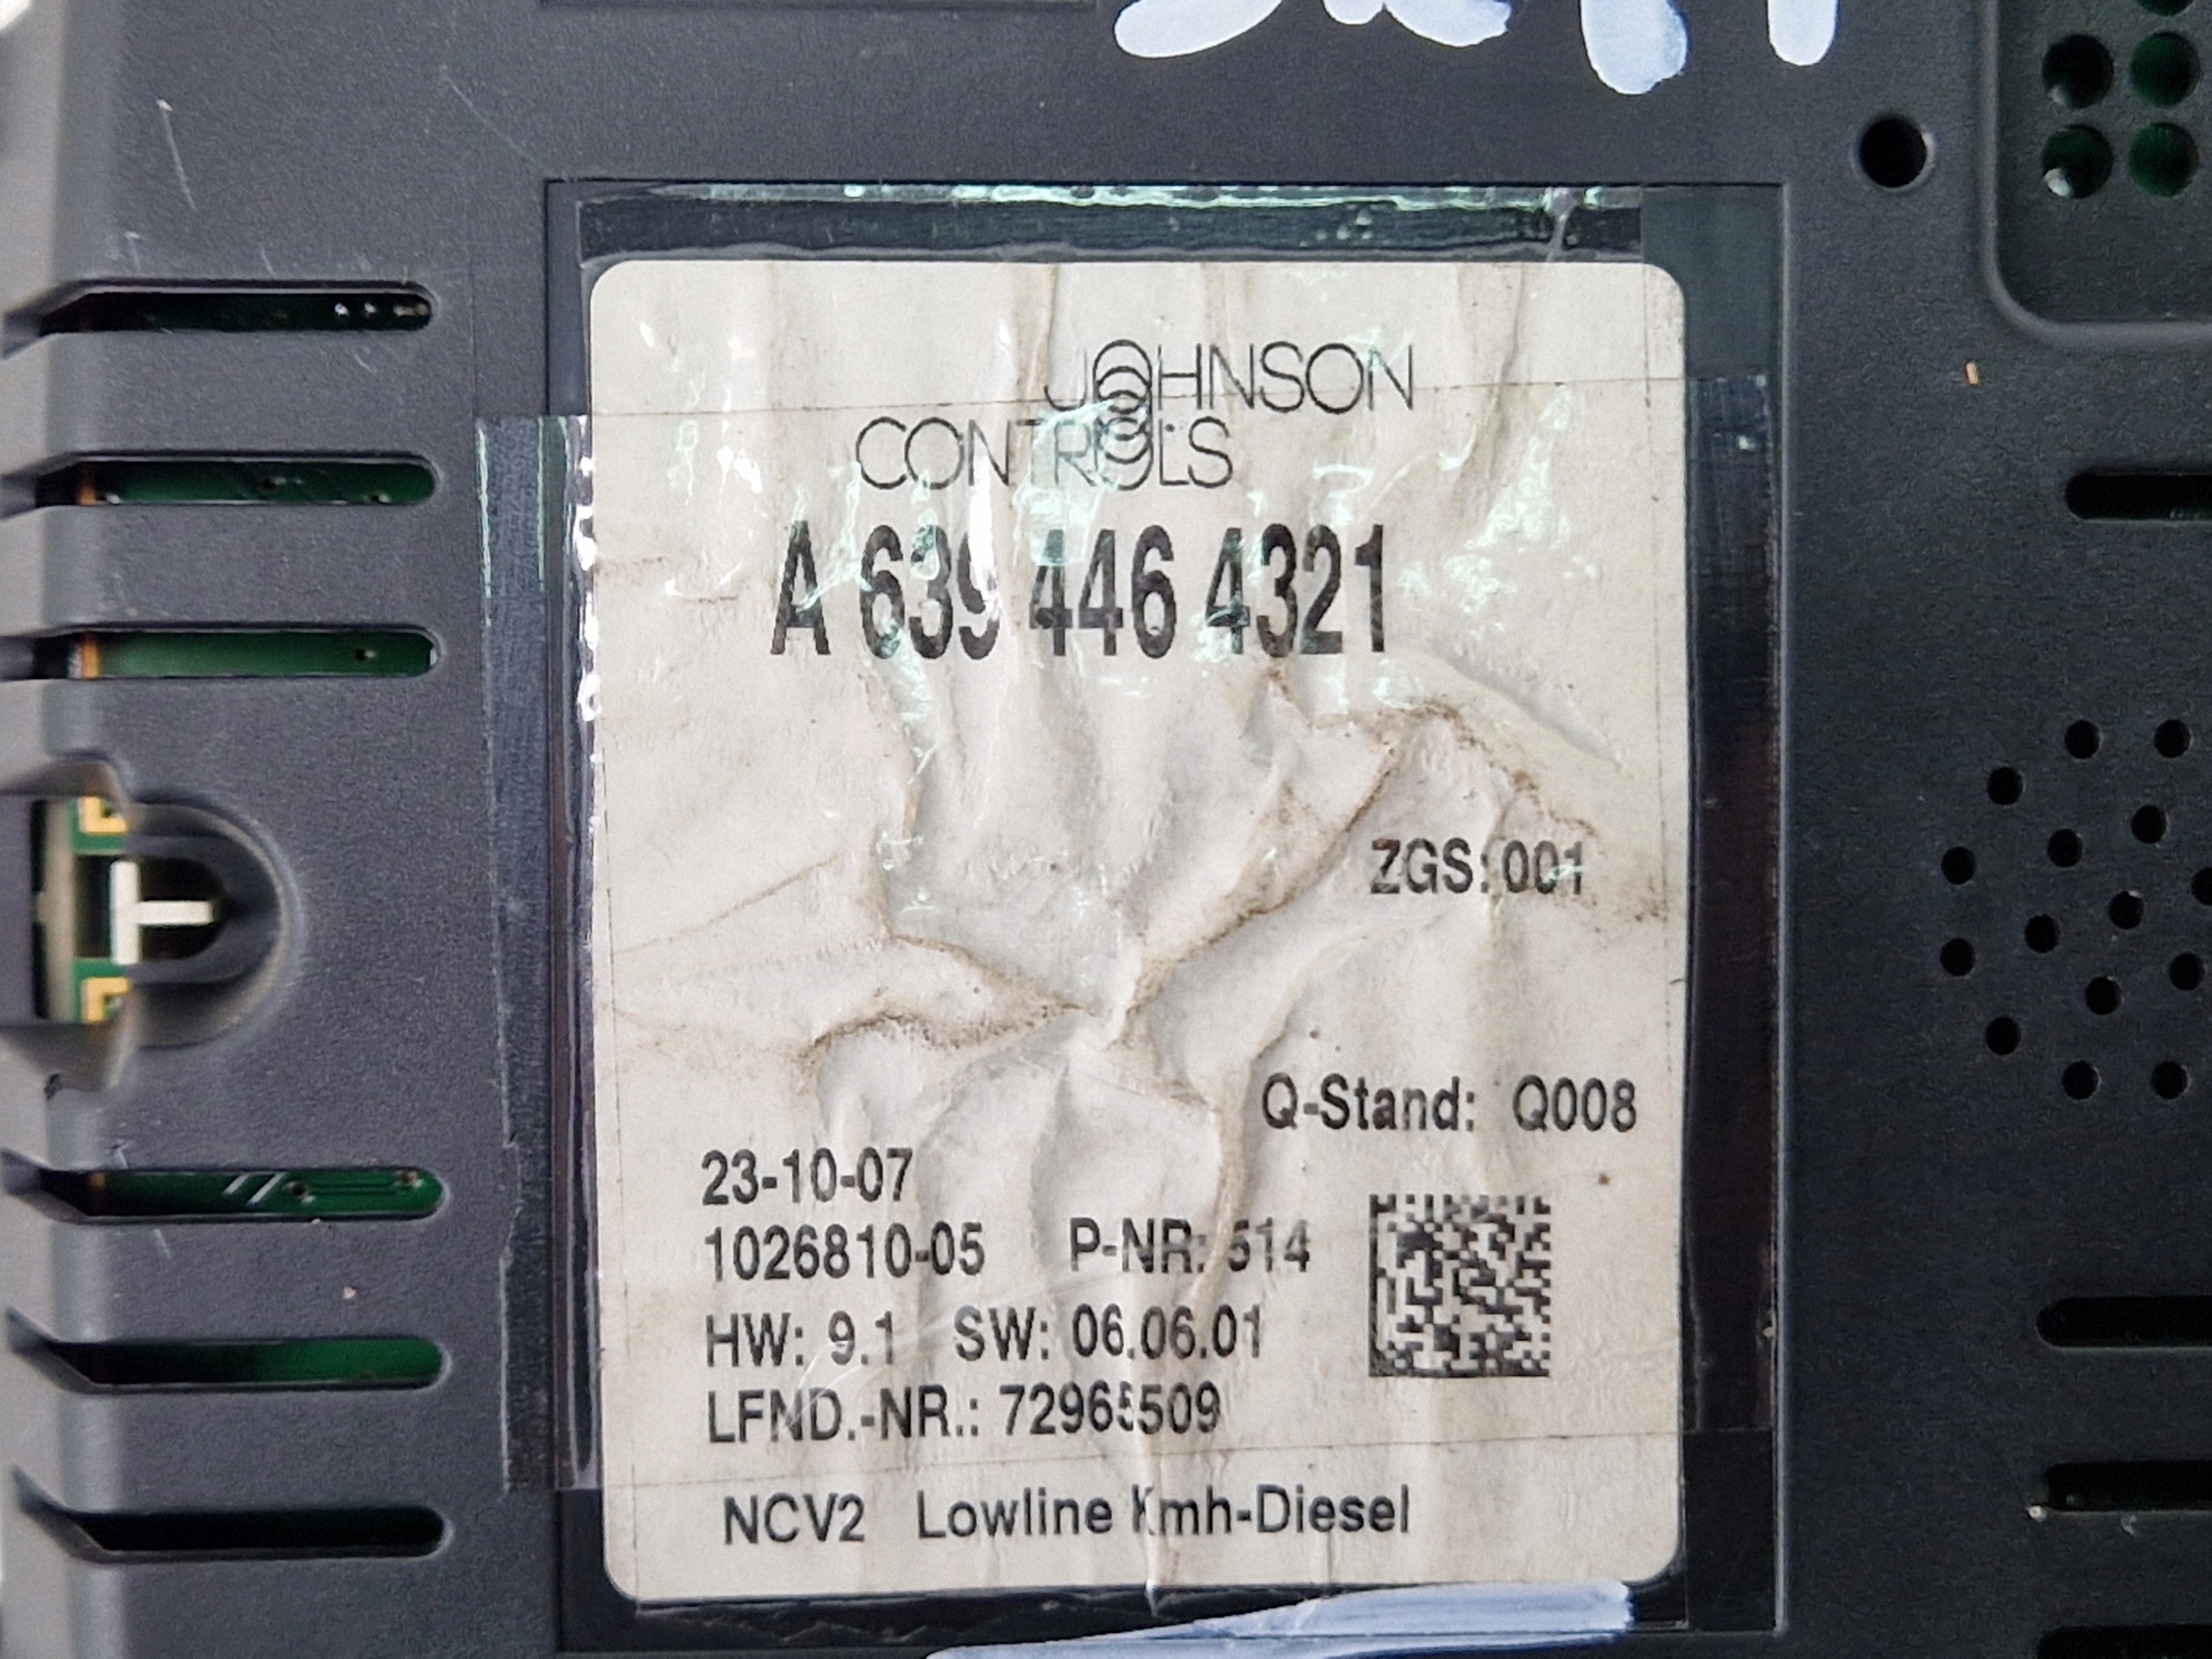 JOHNSON
CONTROLS
A 639 446 4321
ZGS: 001
Q-Stand: Q008
23-10-07
1026810-05 P-NR: 514
HW: 9.1 SW: 06.06.01
LFND.-NR.: 72965509
NCV2 Lowline Kmh-Diesel